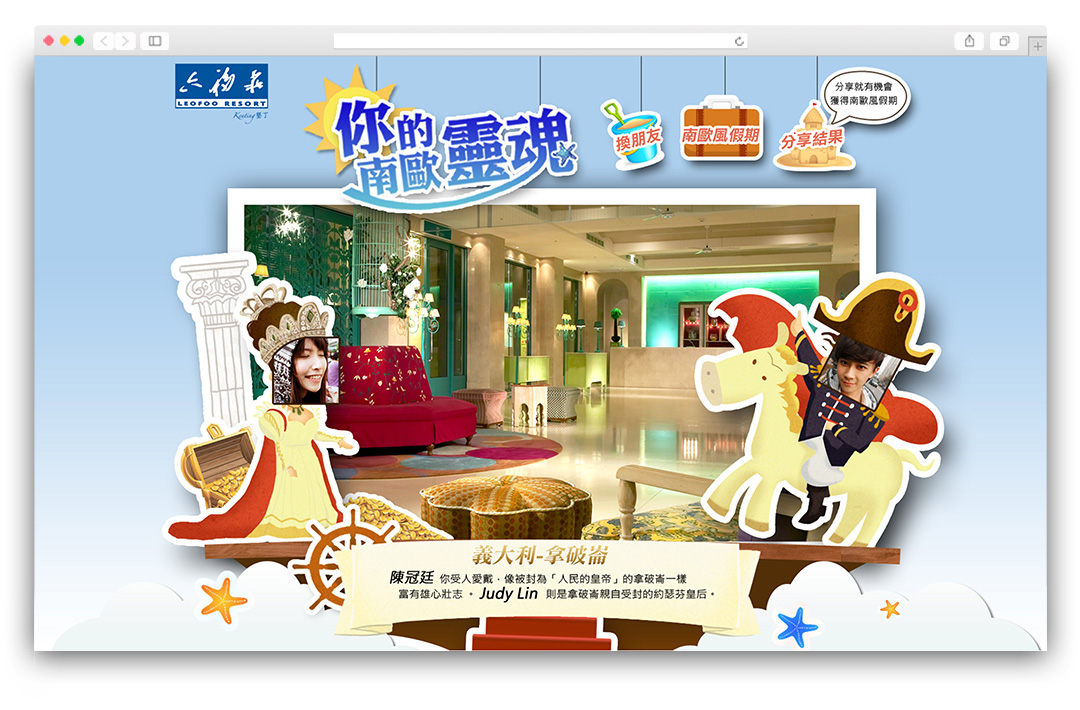 六福莊
LEOFOO RESORT
Kenting 墾丁
你的
南歐靈魂
換朋友
南歐風假期
分享結果
分享就有機會
獲得南歐風假期
義大利-拿破崙
陳冠廷 你受人愛戴，像被封為「人民的皇帝」的拿破崙一樣
富有雄心壯志 。 Judy Lin 則是拿破崙親自受封的約瑟芬皇后。